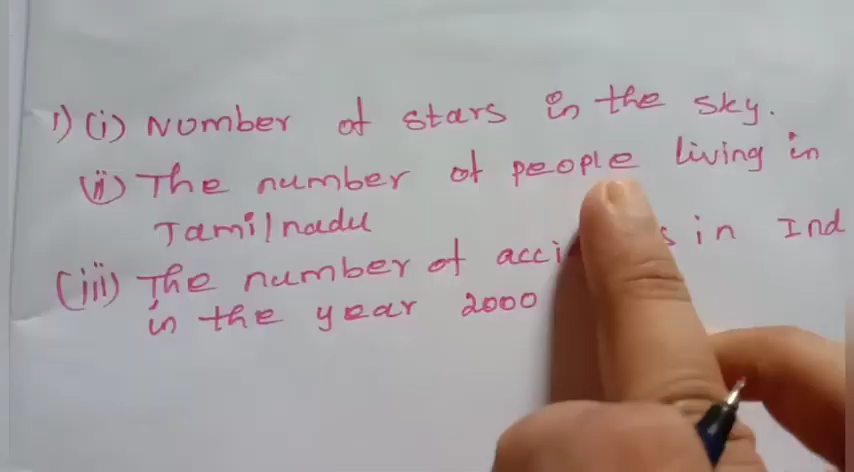 1) (i) Number of stars in the sky.
(ii) The number of people living in
Tamilnadu
(iii) The number of in Ind
in the year 2000